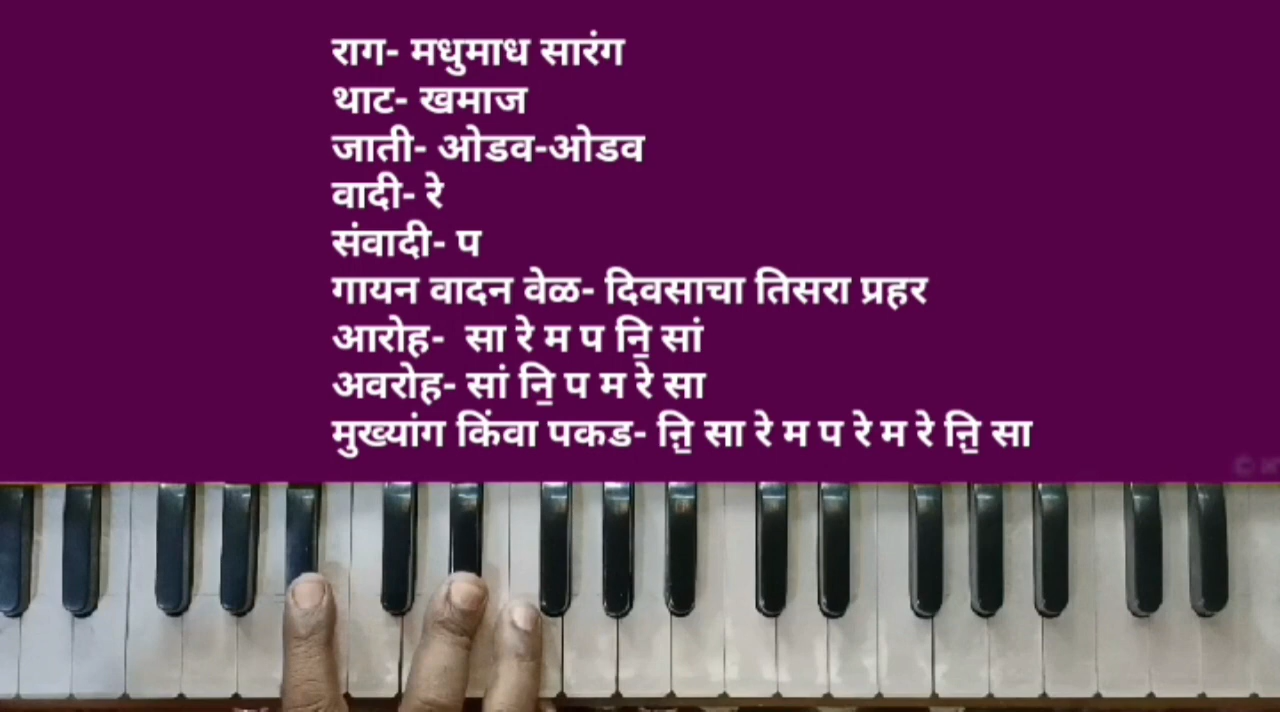 राग- मधुमाध सारंग
थाट- खमाज
जाती- ओडव-ओडव
वादी- रे
संवादी- प
गायन वादन वेळ- दिवसाचा तिसरा प्रहर
आरोह- सा रे म प नि॒ सां
अवरोह- सां नि॒ प म रे सा
मुख्यांग किंवा पकड- नि़॒ सा रे म प रे म रे नि़॒ सा